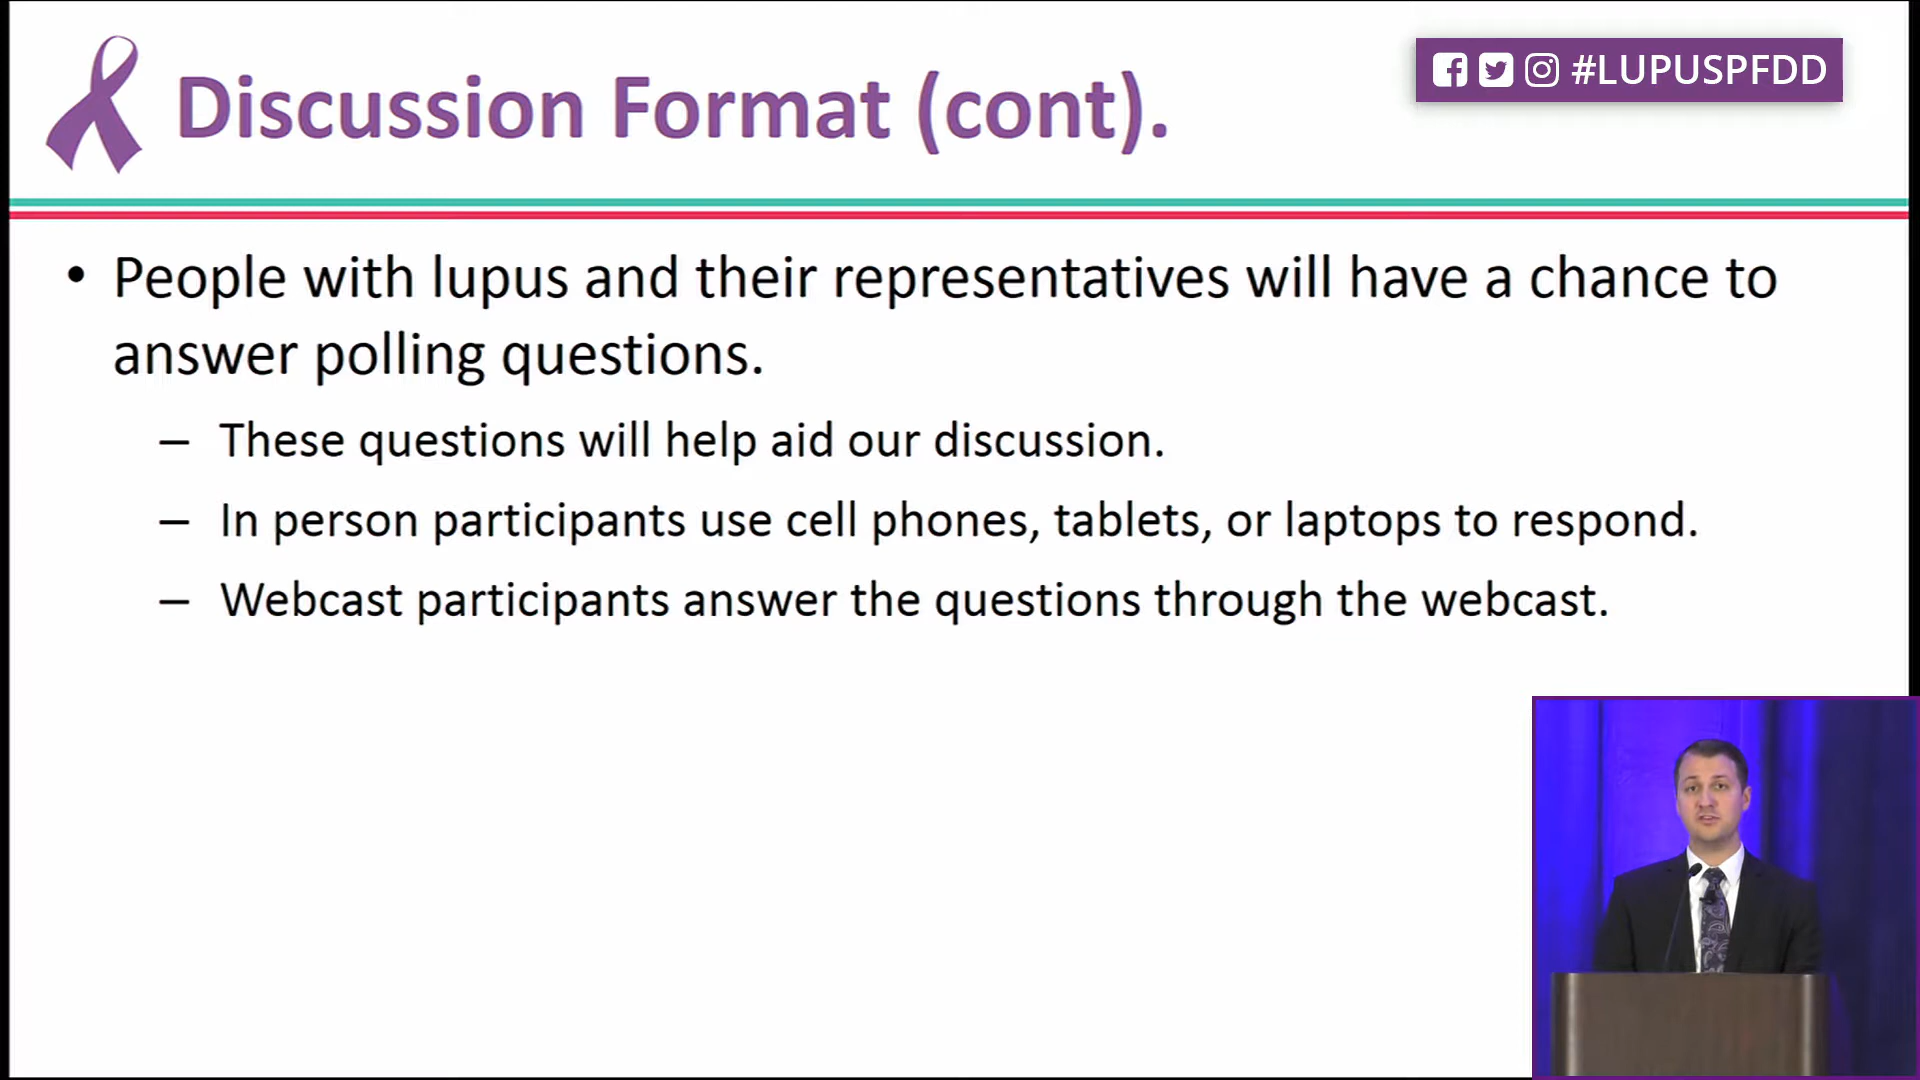 Discussion Format (cont).
#LUPUSPFDD
• People with lupus and their representatives will have a chance to
answer polling questions.
– These questions will help aid our discussion.
– In person participants use cell phones, tablets, or laptops to respond.
– Webcast participants answer the questions through the webcast.